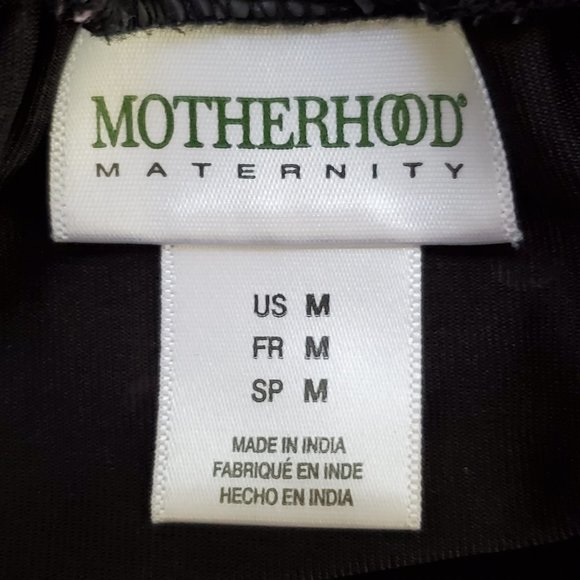 MOTHERHOOD®
MATERNITY
US M
FR M
SP M
MADE IN INDIA
FABRIQUÉ EN INDE
HECHO EN INDIA